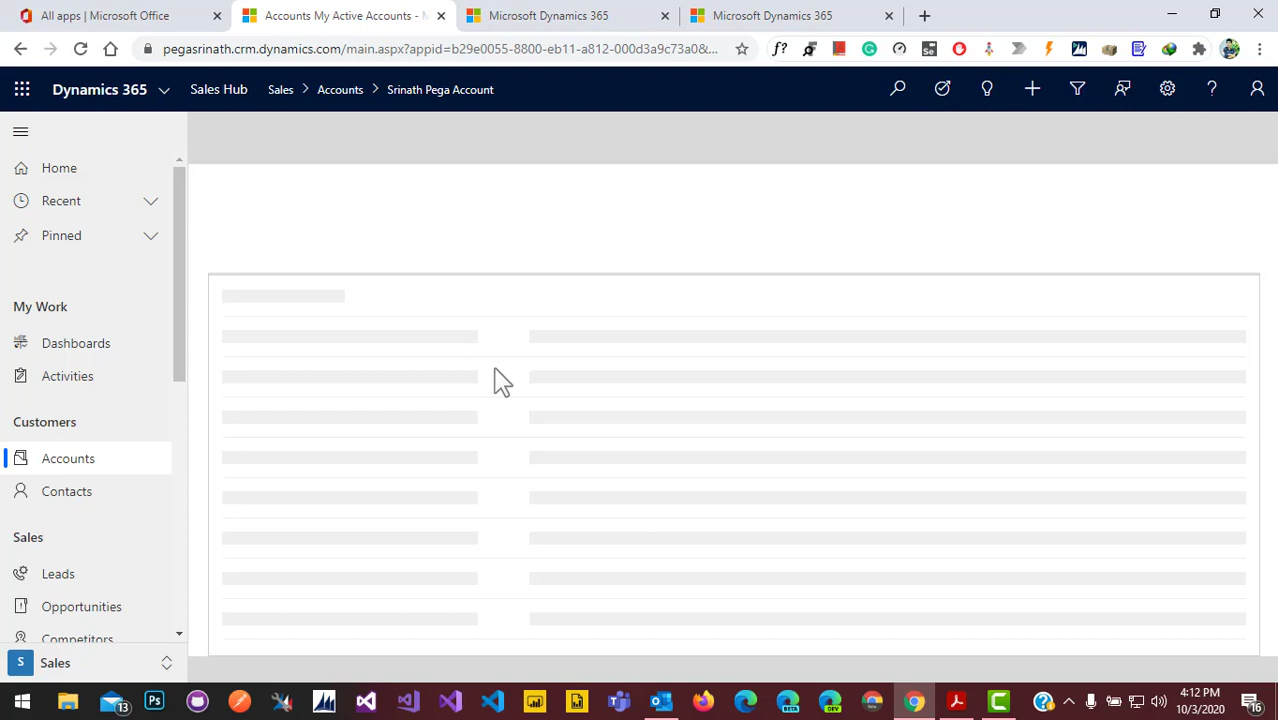 All apps | Microsoft Office
Accounts My Active Accounts - M
Microsoft Dynamics 365
Microsoft Dynamics 365
pegasrinath.crm.dynamics.com/main.aspx?appid=b29e0055-8800-eb11-a812-000d3a9c73a0&...
Dynamics 365
Sales Hub
Sales > Accounts > Srinath Pega Account
Home
Recent
Pinned
My Work
Dashboards
Activities
Customers
Accounts
Contacts
Sales
Leads
Opportunities
Competitors
S Sales
Ps
13
BETA
DEV
4:12 PM
10/3/2020
16